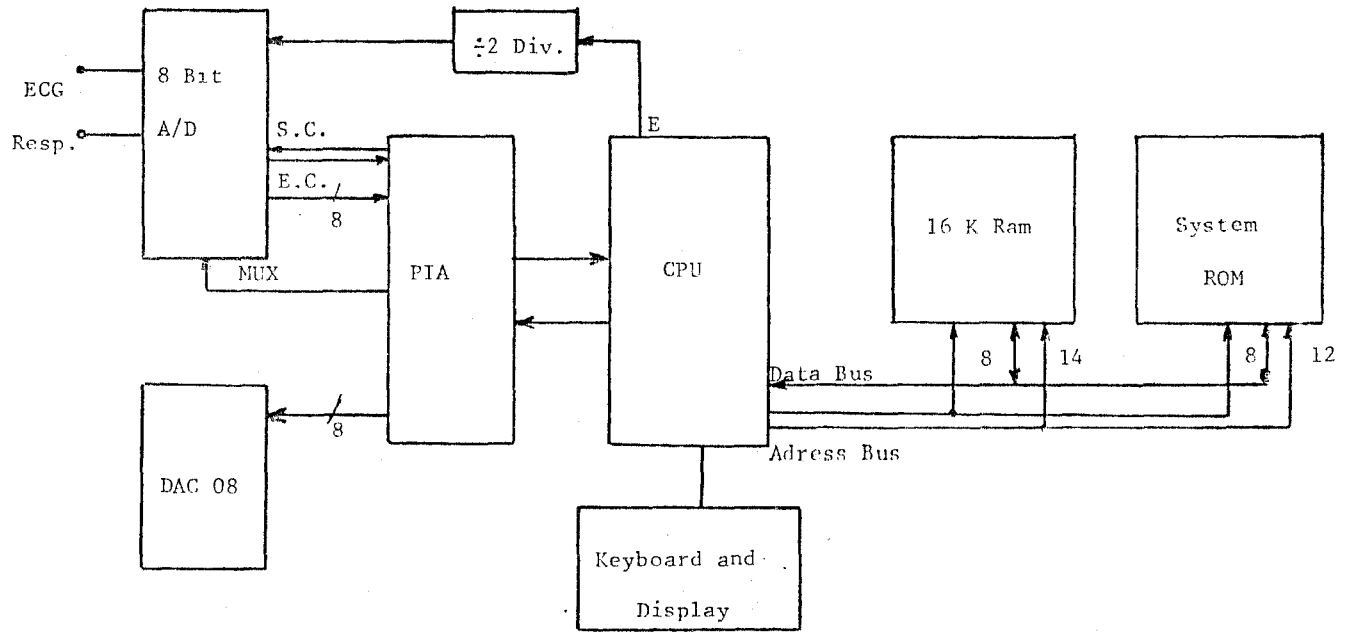 ÷2 Div.
ECG
8 Bit
A/D
Resp.
S.C.
E.C.
8
MUX
E
PIA
CPU
16 K Ram
System
ROM
8
14
8
12
Data Bus
Adress Bus
8
DAC 08
Keyboard and
Display